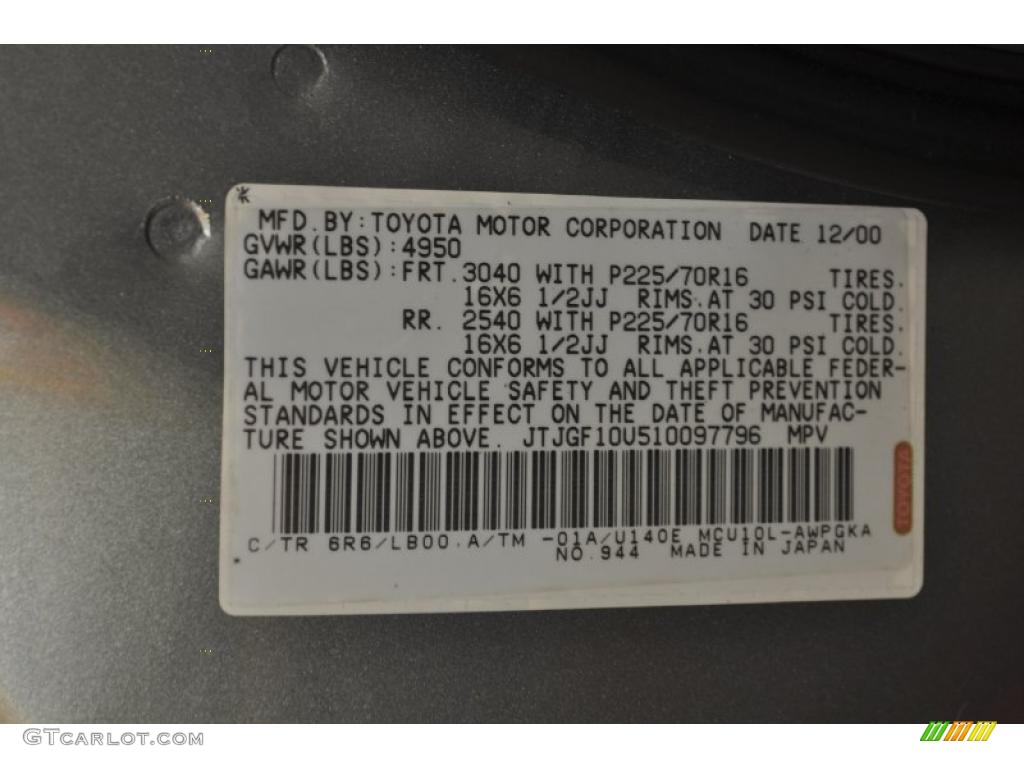 MFD. BY: TOYOTA MOTOR CORPORATION DATE 12/00
GVWR(LBS):4950
GAWR(LBS):FRT. 3040 WITH P225/70R16 TIRES.
16X6 1/2JJ RIMS.AT 30 PSI COLD.
RR. 2540 WITH P225/70R16 TIRES.
16X6 1/2JJ RIMS.AT 30 PSI COLD.
THIS VEHICLE CONFORMS TO ALL APPLICABLE FEDER-
AL MOTOR VEHICLE SAFETY AND THEFT PREVENTION
STANDARDS IN EFFECT ON THE DATE OF MANUFAC-
TURE SHOWN ABOVE. JTJGF10U510097796 MPV
TOYOTA
C/TR 6R6/LB00.A/TM -01A/U140E MCU10L-AWPGKA
NO.944 MADE IN JAPAN
GTCARLOT.COM